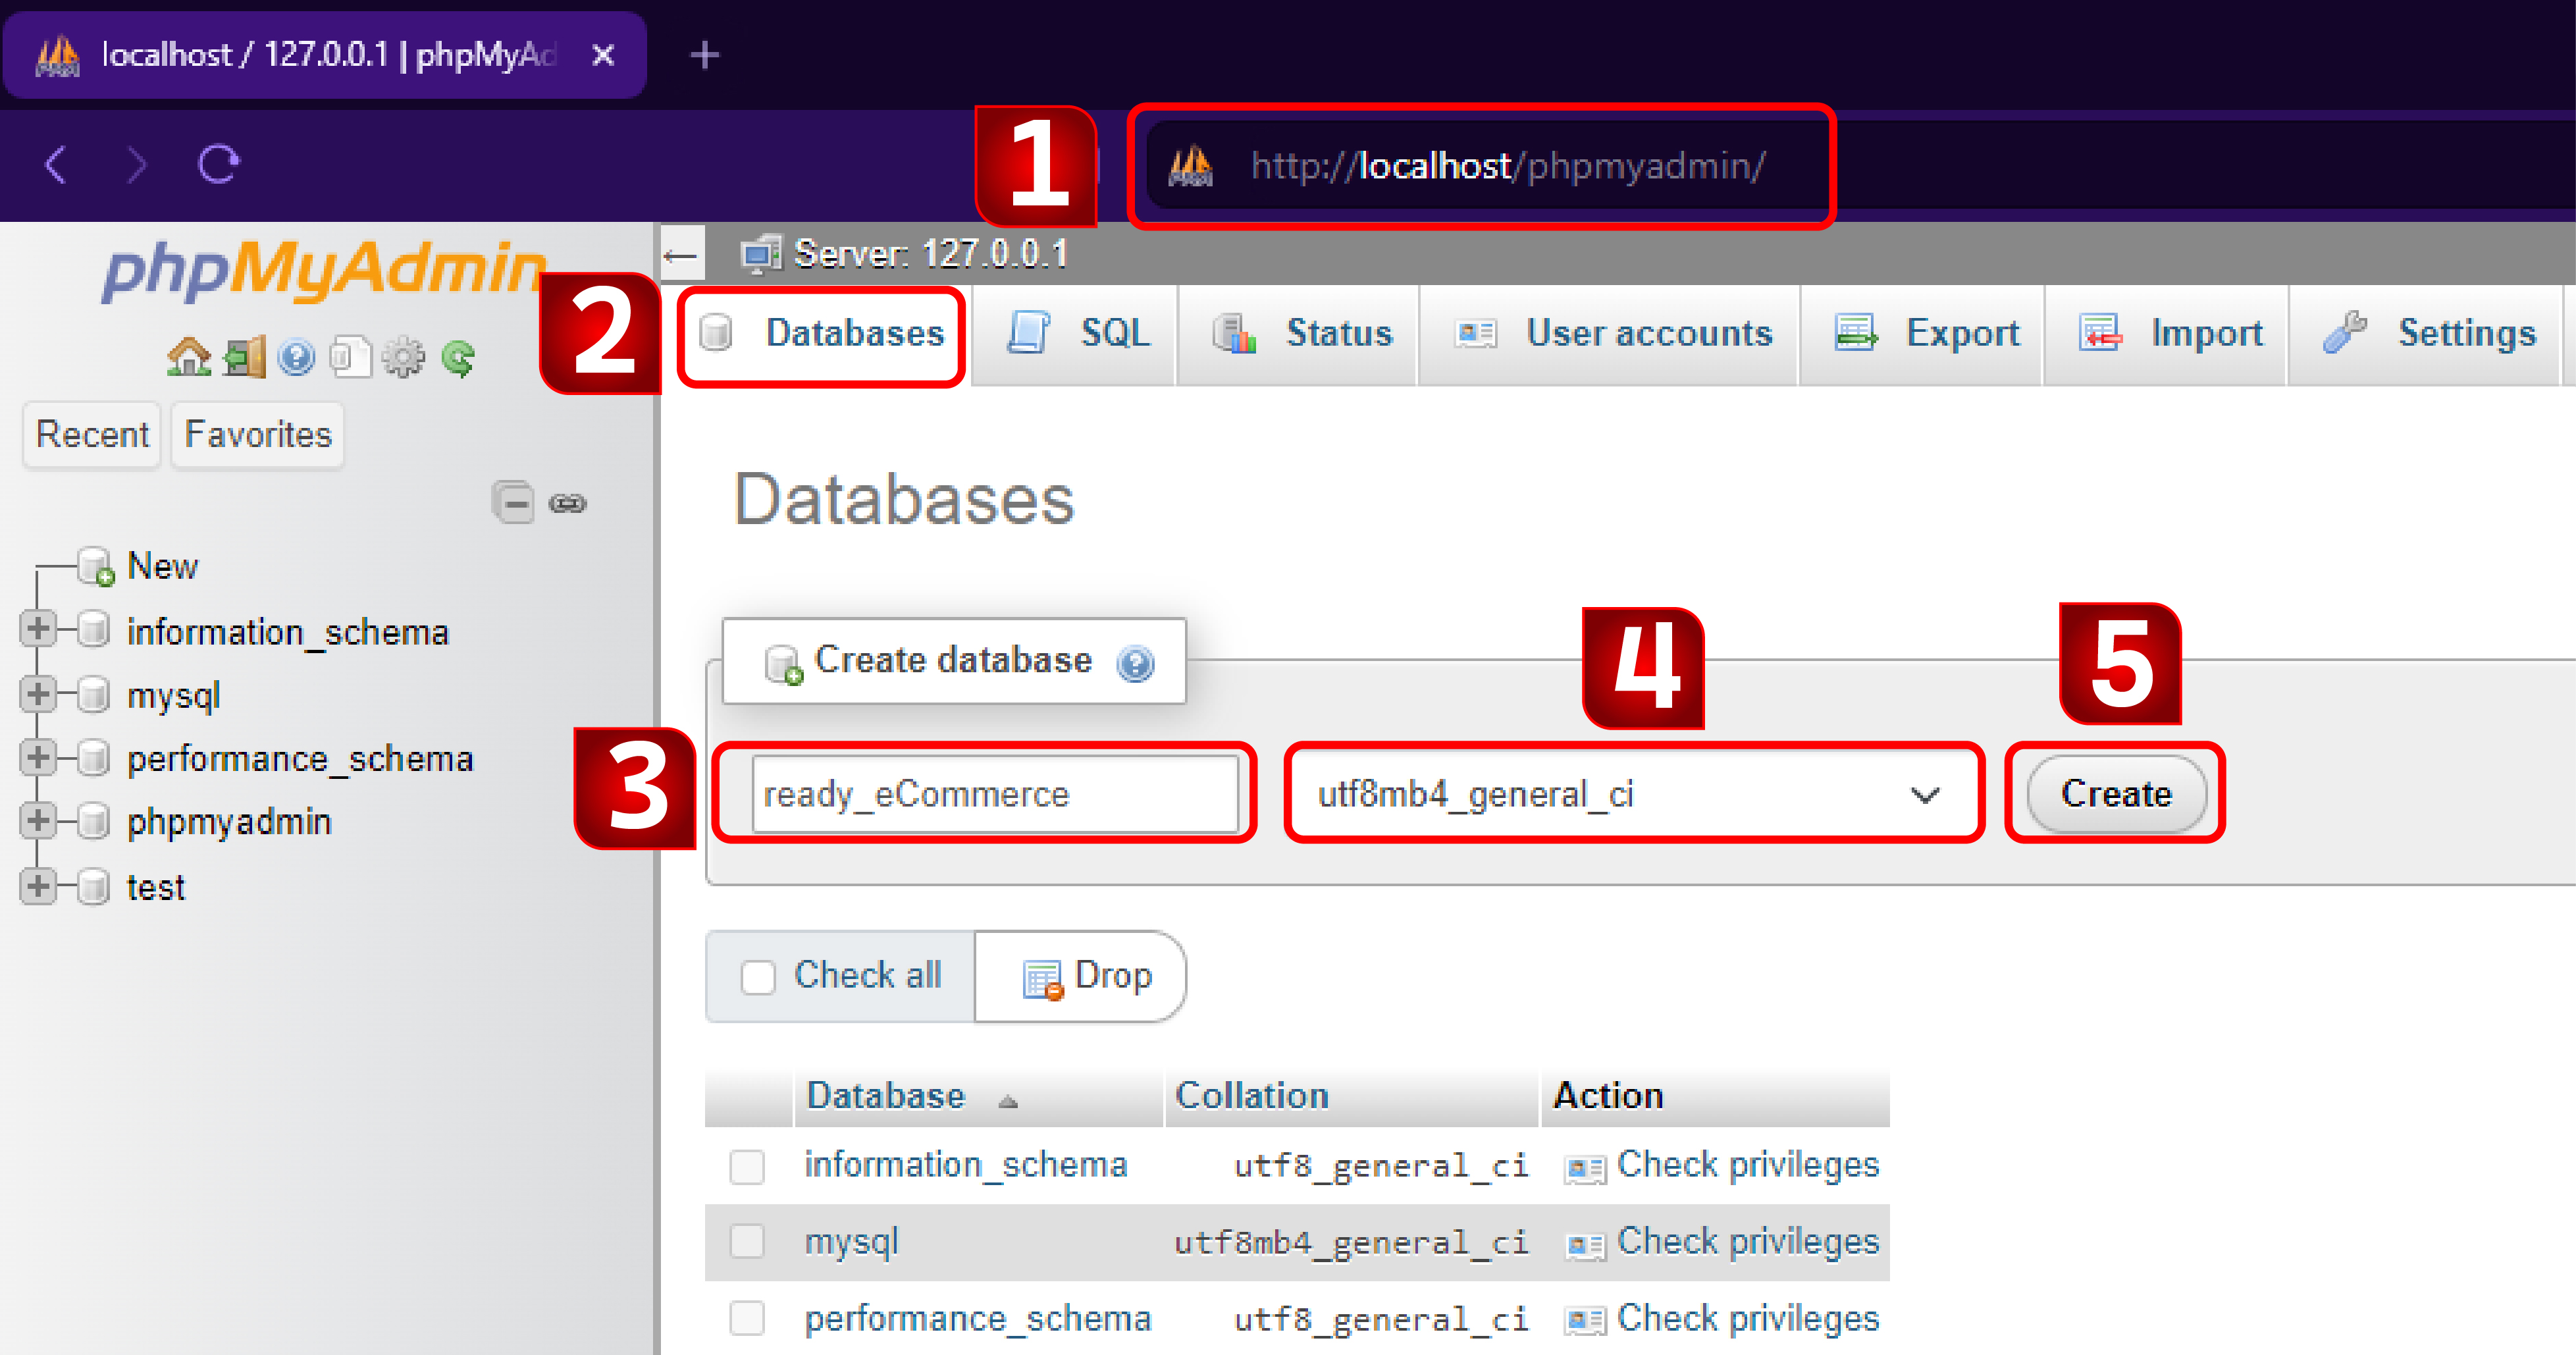 localhost / 127.0.0.1 | phpMyAd
1
http://localhost/phpmyadmin/
phpMyAdmin
Server: 127.0.0.1
2
Databases SQL Status User accounts Export Import Settings
Recent Favorites
Databases
New
information_schema
mysql
performance_schema
phpmyadmin
test
Create database
4
5
3
ready_eCommerce utf8mb4_general_ci Create
Check all Drop
Database Collation Action
information_schema utf8_general_ci Check privileges
mysql utf8mb4_general_ci Check privileges
performance_schema utf8_general_ci Check privileges